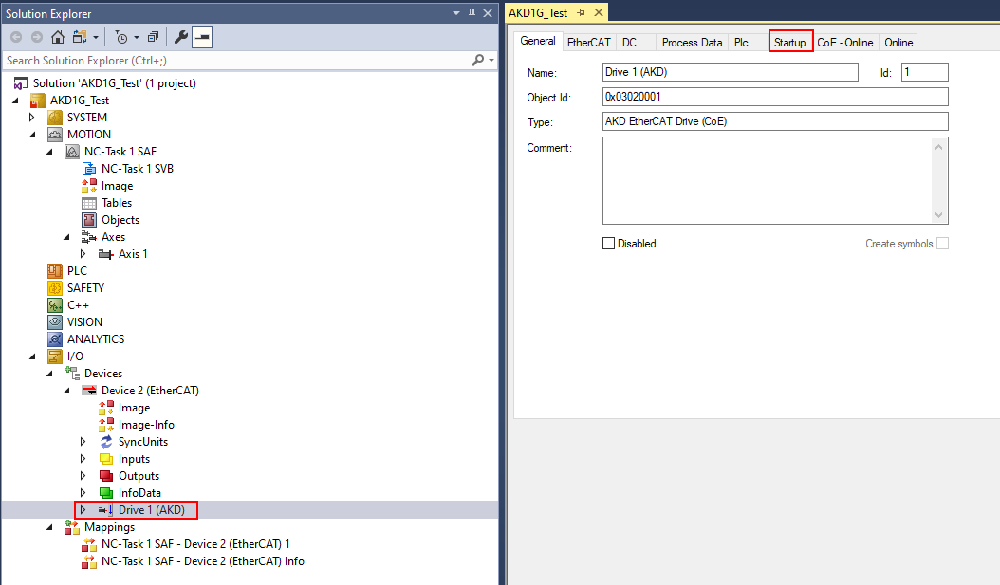 Solution Explorer
Search Solution Explorer (Ctrl+;)
Solution 'AKD1G_Test' (1 project)
AKD1G_Test
SYSTEM
MOTION
NC-Task 1 SAF
NC-Task 1 SVB
Image
Tables
Objects
Axes
Axis 1
PLC
SAFETY
C++
VISION
ANALYTICS
I/O
Devices
Device 2 (EtherCAT)
Image
Image-Info
SyncUnits
Inputs
Outputs
InfoData
Drive 1 (AKD)
Mappings
NC-Task 1 SAF - Device 2 (EtherCAT) 1
NC-Task 1 SAF - Device 2 (EtherCAT) Info
AKD1G_Test
General EtherCAT DC Process Data Plc Startup CoE - Online Online
Name: Drive 1 (AKD) Id: 1
Object Id: 0x03020001
Type: AKD EtherCAT Drive (CoE)
Comment:
Disabled Create symbols